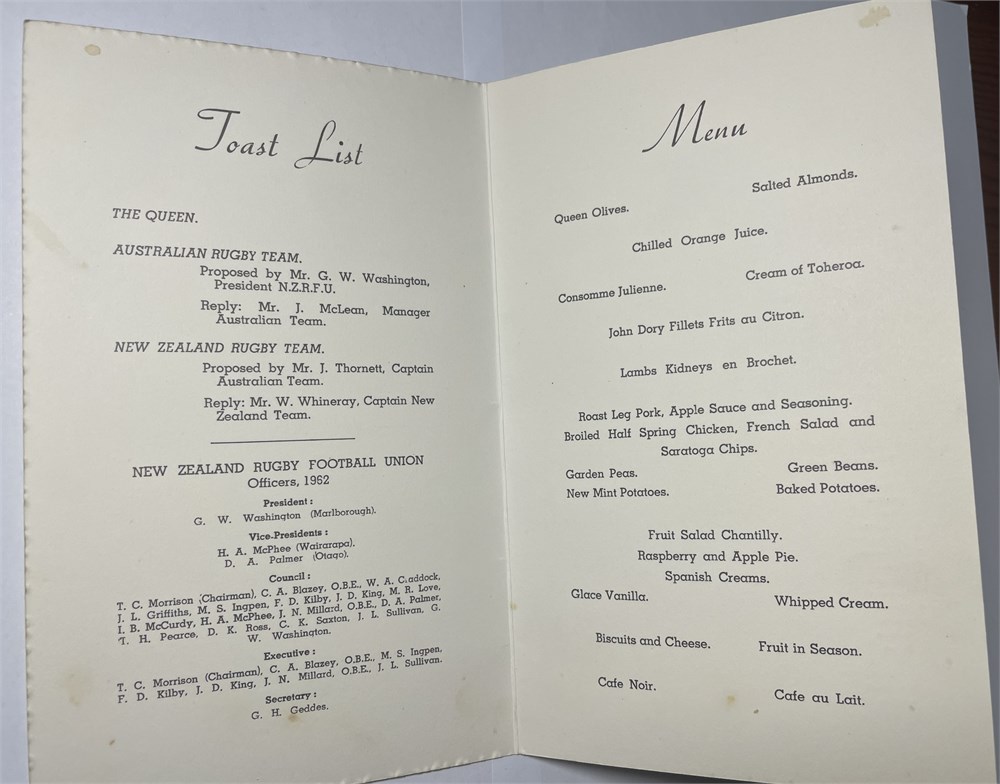 Toast List
THE QUEEN.
AUSTRALIAN RUGBY TEAM.
Proposed by Mr. G. W. Washington,
President N.Z.R.F.U.
Reply: Mr. J. McLean, Manager
Australian Team.
NEW ZEALAND RUGBY TEAM.
Proposed by Mr. J. Thornett, Captain
Australian Team.
Reply: Mr. W. Whineray, Captain New
Zealand Team.
NEW ZEALAND RUGBY FOOTBALL UNION
Officers, 1962
President:
G. W. Washington (Marlborough).
Vice-Presidents:
H. A. McPhee (Wairarapa).
D. A. Palmer (Otago).
Council:
T. C. Morrison (Chairman), C. A. Blazey, O.B.E., W. A. Craddock,
J. L. Griffiths, M. S. Ingpen, F. D. Kilby, J. D. King, M. R. Love,
I. B. McCurdy, H. A. McPhee, J. N. Millard, O.B.E., D. A. Palmer,
T. H. Pearce, D. K. Ross, C. K. Saxton, J. L. Sullivan, G.
W. Washington.
Executive:
T. C. Morrison (Chairman), C. A. Blazey, O.B.E., M. S. Ingpen,
F. D. Kilby, J. D. King, J. N. Millard, O.B.E., J. L. Sullivan.
Secretary:
G. H. Geddes.
Menu
Queen Olives. Salted Almonds.
Chilled Orange Juice.
Consomme Julienne. Cream of Toheroa.
John Dory Fillets Frits au Citron.
Lambs Kidneys en Brochet.
Roast Leg Pork, Apple Sauce and Seasoning.
Broiled Half Spring Chicken, French Salad and
Saratoga Chips.
Garden Peas. Green Beans.
New Mint Potatoes. Baked Potatoes.
Fruit Salad Chantilly.
Raspberry and Apple Pie.
Spanish Creams.
Glace Vanilla. Whipped Cream.
Biscuits and Cheese. Fruit in Season.
Cafe Noir. Cafe au Lait.